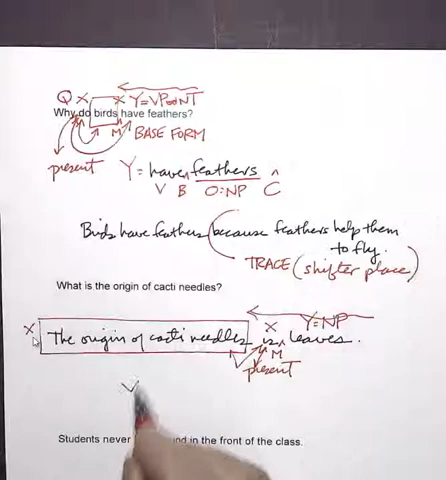 Q X X Y=VPonNT
Why do birds have feathers?
M BASE FORM
present
Y= have feathers
V B O:NP C
Birds have feathers because feathers help them
to fly.
TRACE (shifter place)
What is the origin of cacti needles?
X X Y=NP
The origin of cacti needles is leaves.
M
present
Students never nd in the front of the class.